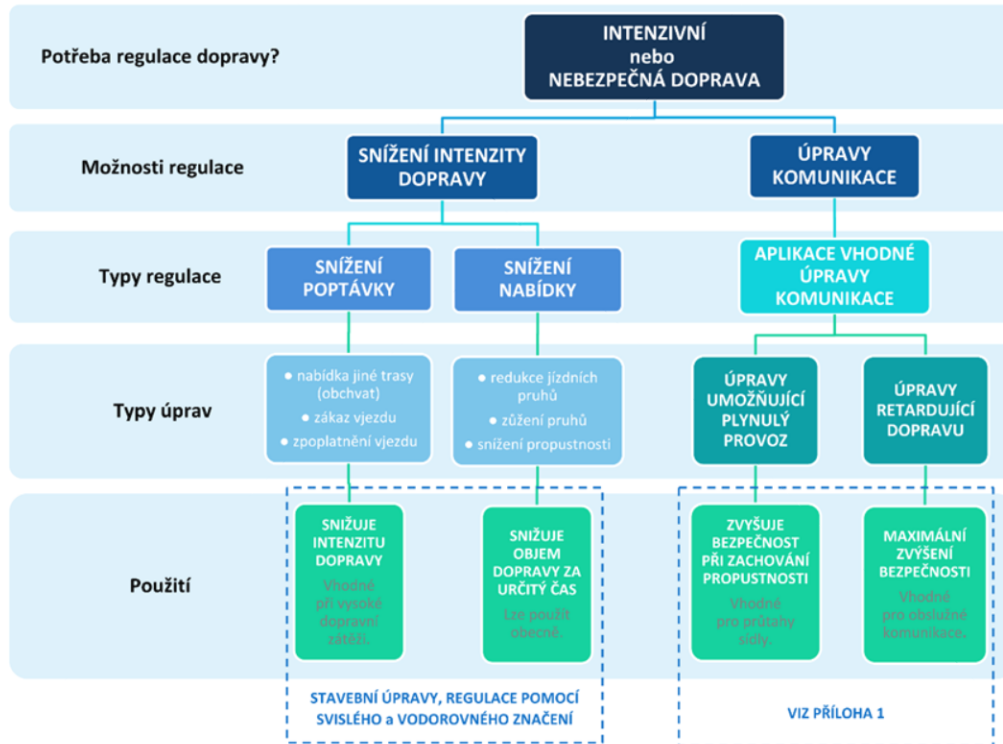 Potřeba regulace dopravy?
INTENZIVNÍ
nebo
NEBEZPEČNÁ DOPRAVA
Možnosti regulace
SNÍŽENÍ INTENZITY
DOPRAVY
ÚPRAVY
KOMUNIKACE
Typy regulace
SNÍŽENÍ
POPTÁVKY
SNÍŽENÍ
NABÍDKY
APLIKACE VHODNÉ
ÚPRAVY
KOMUNIKACE
Typy úprav
● nabídka jiné trasy
(obchvat)
● zákaz vjezdu
● zpoplatnění vjezdu
● redukce jízdních
pruhů
● zůžení pruhů
● snížení propustnosti
ÚPRAVY
UMOŽŇUJÍCÍ
PLYNULÝ
PROVOZ
ÚPRAVY
RETARDUJÍCÍ
DOPRAVU
Použití
SNIŽUJE
INTENZITU
DOPRAVY
Vhodné
při vysoké
dopravní
zátěži.
SNIŽUJE
OBJEM
DOPRAVY ZA
URČITÝ ČAS
Lze použít
obecně.
ZVYŠUJE
BEZPEČNOST
PŘI ZACHOVÁNÍ
PROPUSTNOSTI
Vhodné
pro průtahy
sídly.
MAXIMÁLNÍ
ZVÝŠENÍ
BEZPEČNOSTI
Vhodné
pro obslužné
komunikace.
STAVEBNÍ ÚPRAVY, REGULACE POMOCÍ
SVISLÉHO a VODOROVNÉHO ZNAČENÍ
VIZ PŘÍLOHA 1